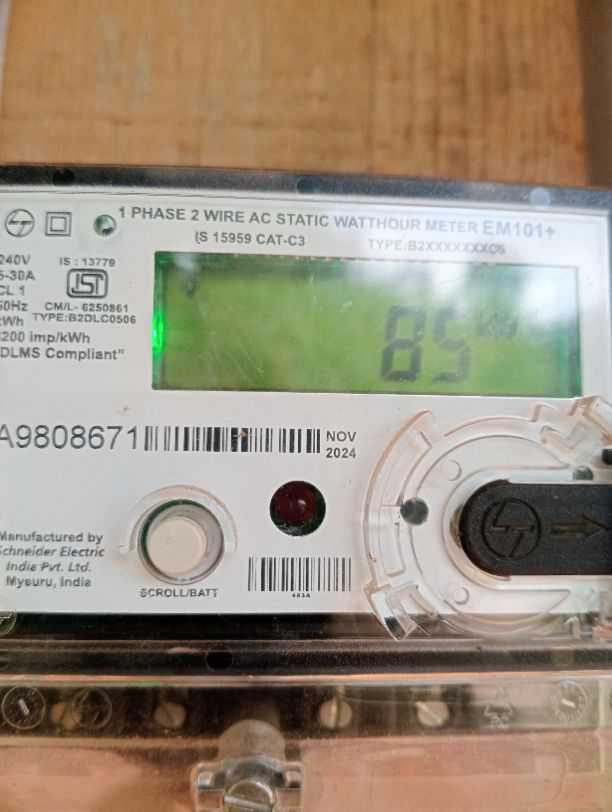 1 PHASE 2 WIRE AC STATIC WATTHOUR METER EM101+
IS 15959 CAT-C3 TYPE:B2XXXXXXXC5
240V
IS : 13779
5-30A
CL 1
50Hz
CM/L- 6250861
kWh
TYPE:B2DLC0506
3200 imp/kWh
"DLMS Compliant"
85
A9808671
NOV
2024
Manufactured by
Schneider Electric
India Pvt. Ltd.
Mysuru, India
SCROLL/BATT